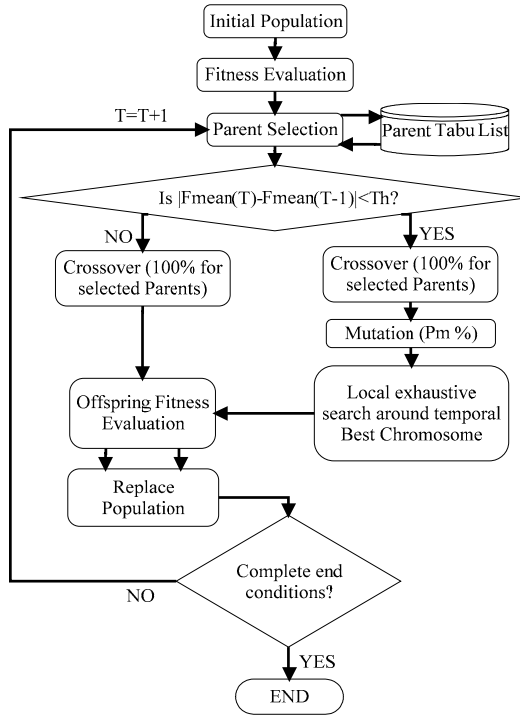 Initial Population
Fitness Evaluation
T=T+1
Parent Selection
Parent Tabu List
Is |Fmean(T)-Fmean(T-1)|<Th?
NO
YES
Crossover (100% for
selected Parents)
Crossover (100% for
selected Parents)
Mutation (Pm %)
Local exhaustive
search around temporal
Best Chromosome
Offspring Fitness
Evaluation
Replace
Population
Complete end
conditions?
NO
YES
END